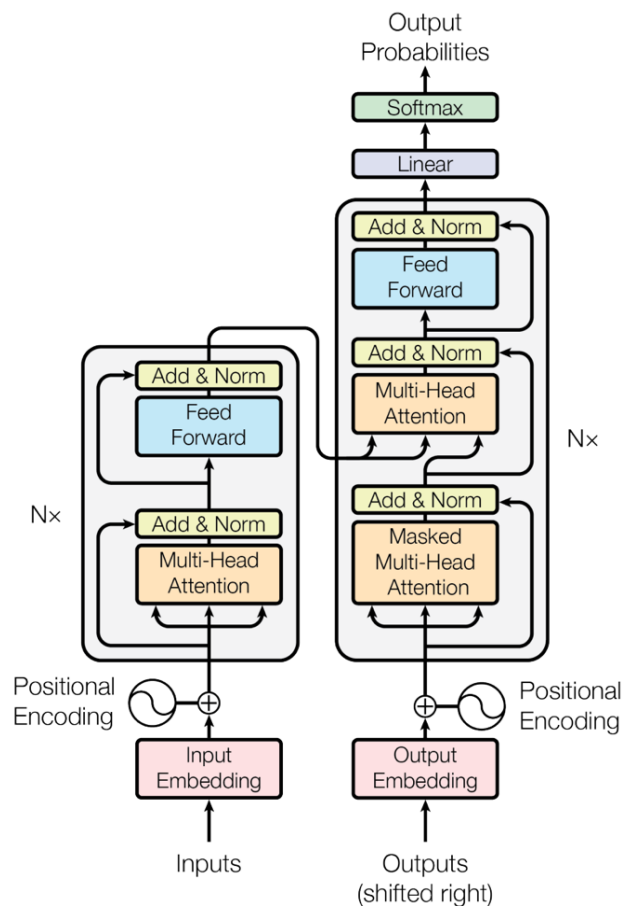 Output
Probabilities
Softmax
Linear
Add & Norm
Feed
Forward
Add & Norm
Multi-Head
Attention
Add & Norm
Masked
Multi-Head
Attention
N×
Positional
Encoding
Output
Embedding
Outputs
(shifted right)
Add & Norm
Feed
Forward
Add & Norm
Multi-Head
Attention
N×
Positional
Encoding
Input
Embedding
Inputs